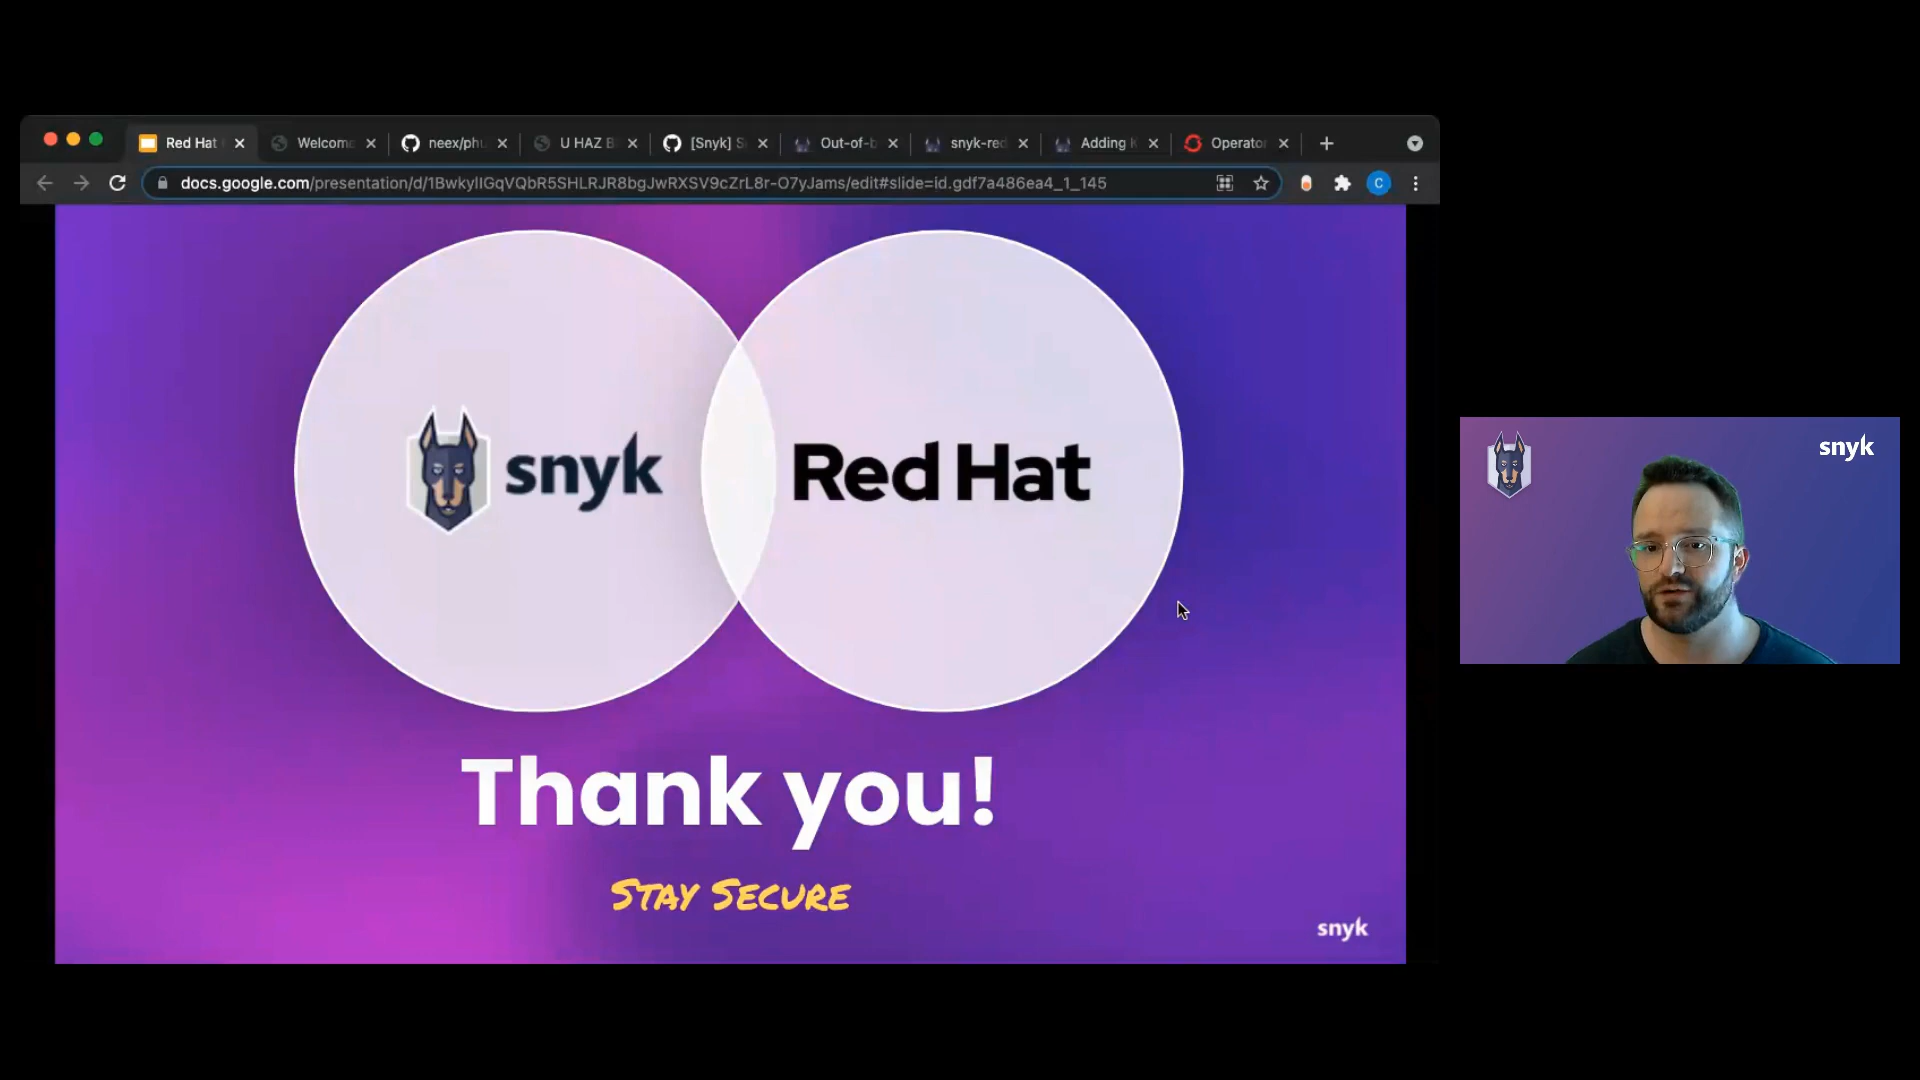 Red Hat
Welcome
neex/phu
U HAZ B
[Snyk] S
Out-of-b
snyk-red
Adding K
Operator
docs.google.com/presentation/d/1BwkylIGqVQbR5SHLRJR8bgJwRXSV9cZrL8r-O7yJams/edit#slide=id.gdf7a486ea4_1_145
C
snyk
Red Hat
Thank you!
STAY SECURE
snyk
snyk